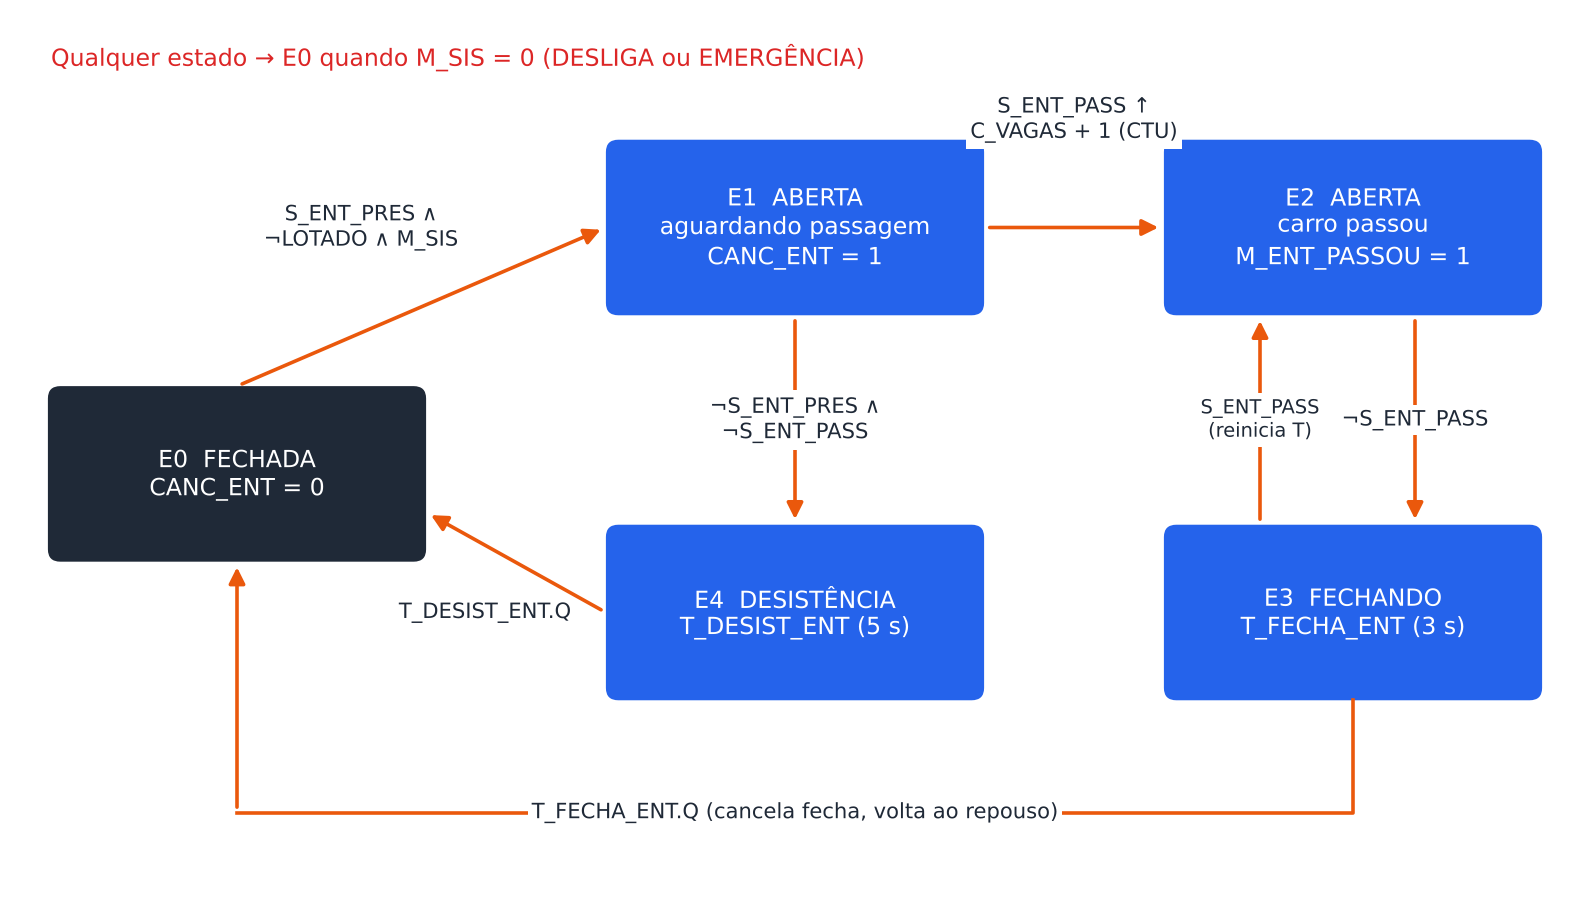 Qualquer estado → E0 quando M_SIS = 0 (DESLIGA ou EMERGÊNCIA)
S_ENT_PASS ↑
C_VAGAS + 1 (CTU)
S_ENT_PRES ∧
¬LOTADO ∧ M_SIS
E1  ABERTA
aguardando passagem
CANC_ENT = 1
E2  ABERTA
carro passou
M_ENT_PASSOU = 1
¬S_ENT_PRES ∧
¬S_ENT_PASS
S_ENT_PASS
(reinicia T)
¬S_ENT_PASS
E0  FECHADA
CANC_ENT = 0
T_DESIST_ENT.Q
E4  DESISTÊNCIA
T_DESIST_ENT (5 s)
E3  FECHANDO
T_FECHA_ENT (3 s)
T_FECHA_ENT.Q (cancela fecha, volta ao repouso)